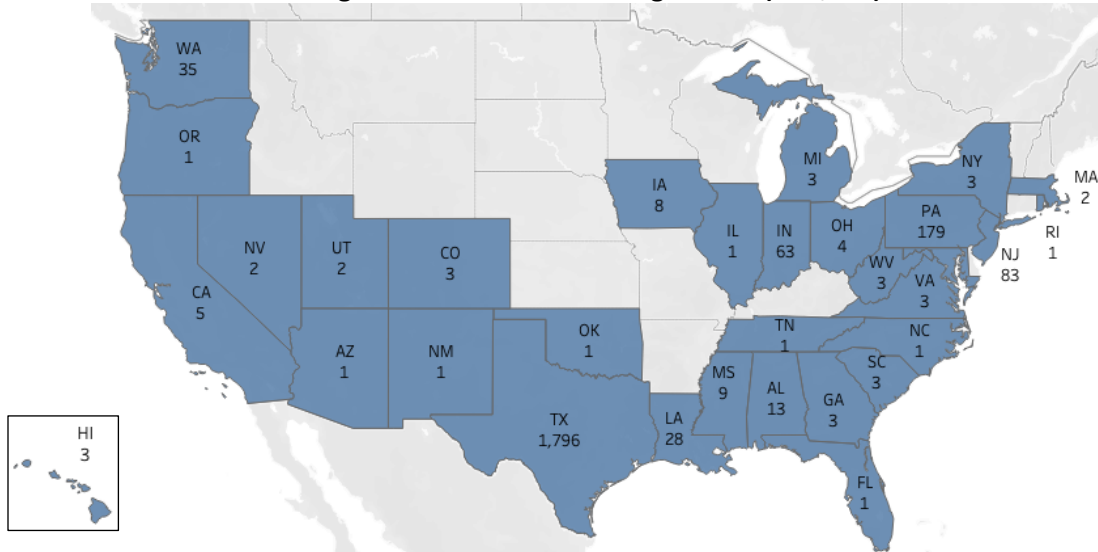 WA
35
OR
1
CA
5
NV
2
UT
2
CO
3
AZ
1
NM
1
TX
1,796
OK
1
IA
8
IL
1
IN
63
MI
3
OH
4
NY
3
PA
179
MA
2
RI
1
NJ
83
WV
3
VA
3
TN
1
NC
1
SC
3
MS
9
AL
13
GA
3
LA
28
FL
1
HI
3